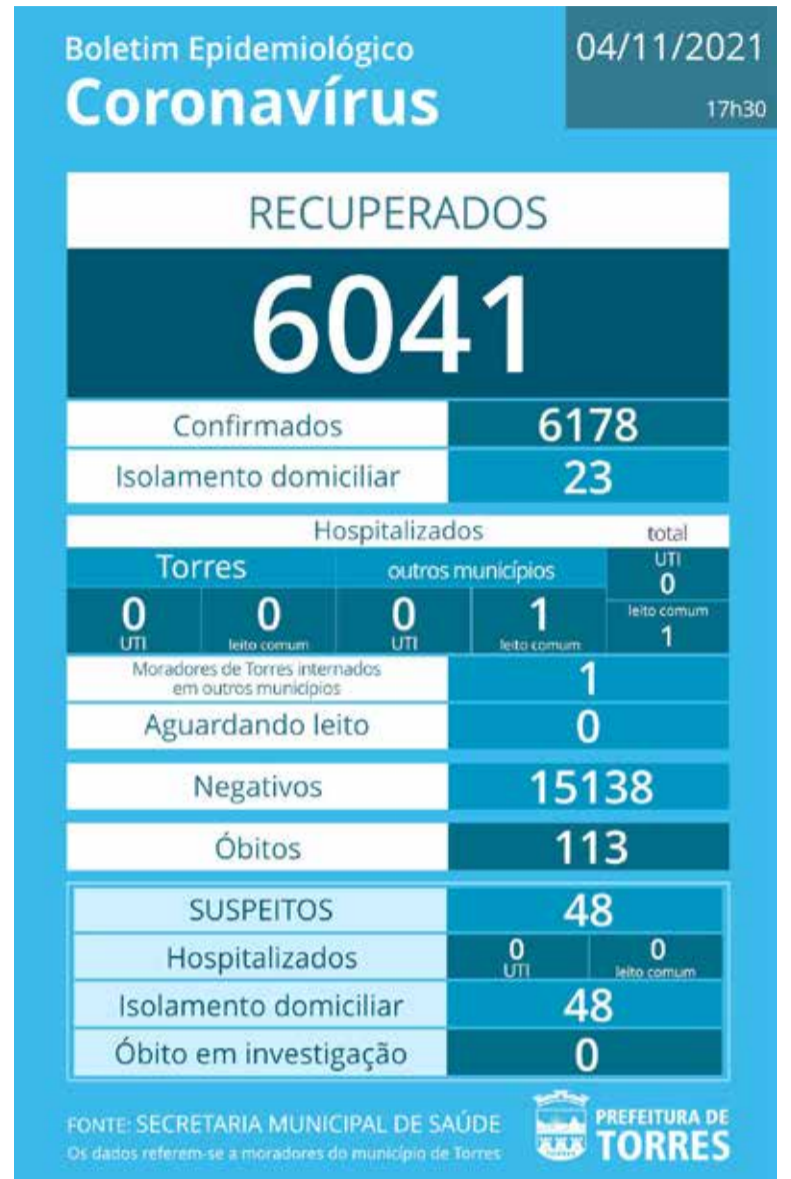 Boletim Epidemiológico
Coronavírus
04/11/2021
17h30
RECUPERADOS
6041
Confirmados 6178
Isolamento domiciliar 23
Hospitalizados total
Torres outros municípios UTI
0
0 0 0 1 leito comum
UTI leito comum UTI leito comum 1
Moradores de Torres internados
em outros municípios 1
Aguardando leito 0
Negativos 15138
Óbitos 113
SUSPEITOS 48
Hospitalizados 0 0
UTI leito comum
Isolamento domiciliar 48
Óbito em investigação 0
FONTE: SECRETARIA MUNICIPAL DE SAÚDE
Os dados referem-se a moradores do município de Torres
PREFEITURA DE
TORRES